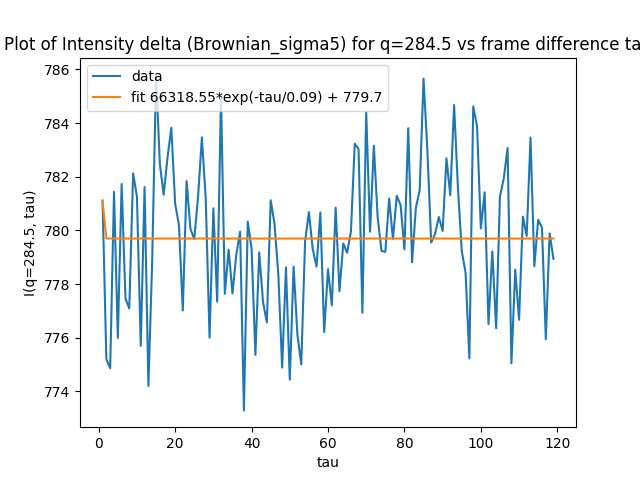 Plot of Intensity delta (Brownian_sigma5) for q=284.5 vs frame difference ta
data
fit 66318.55*exp(-tau/0.09) + 779.7
I(q=284.5, tau)
786
784
782
780
778
776
774
0 20 40 60 80 100 120
tau